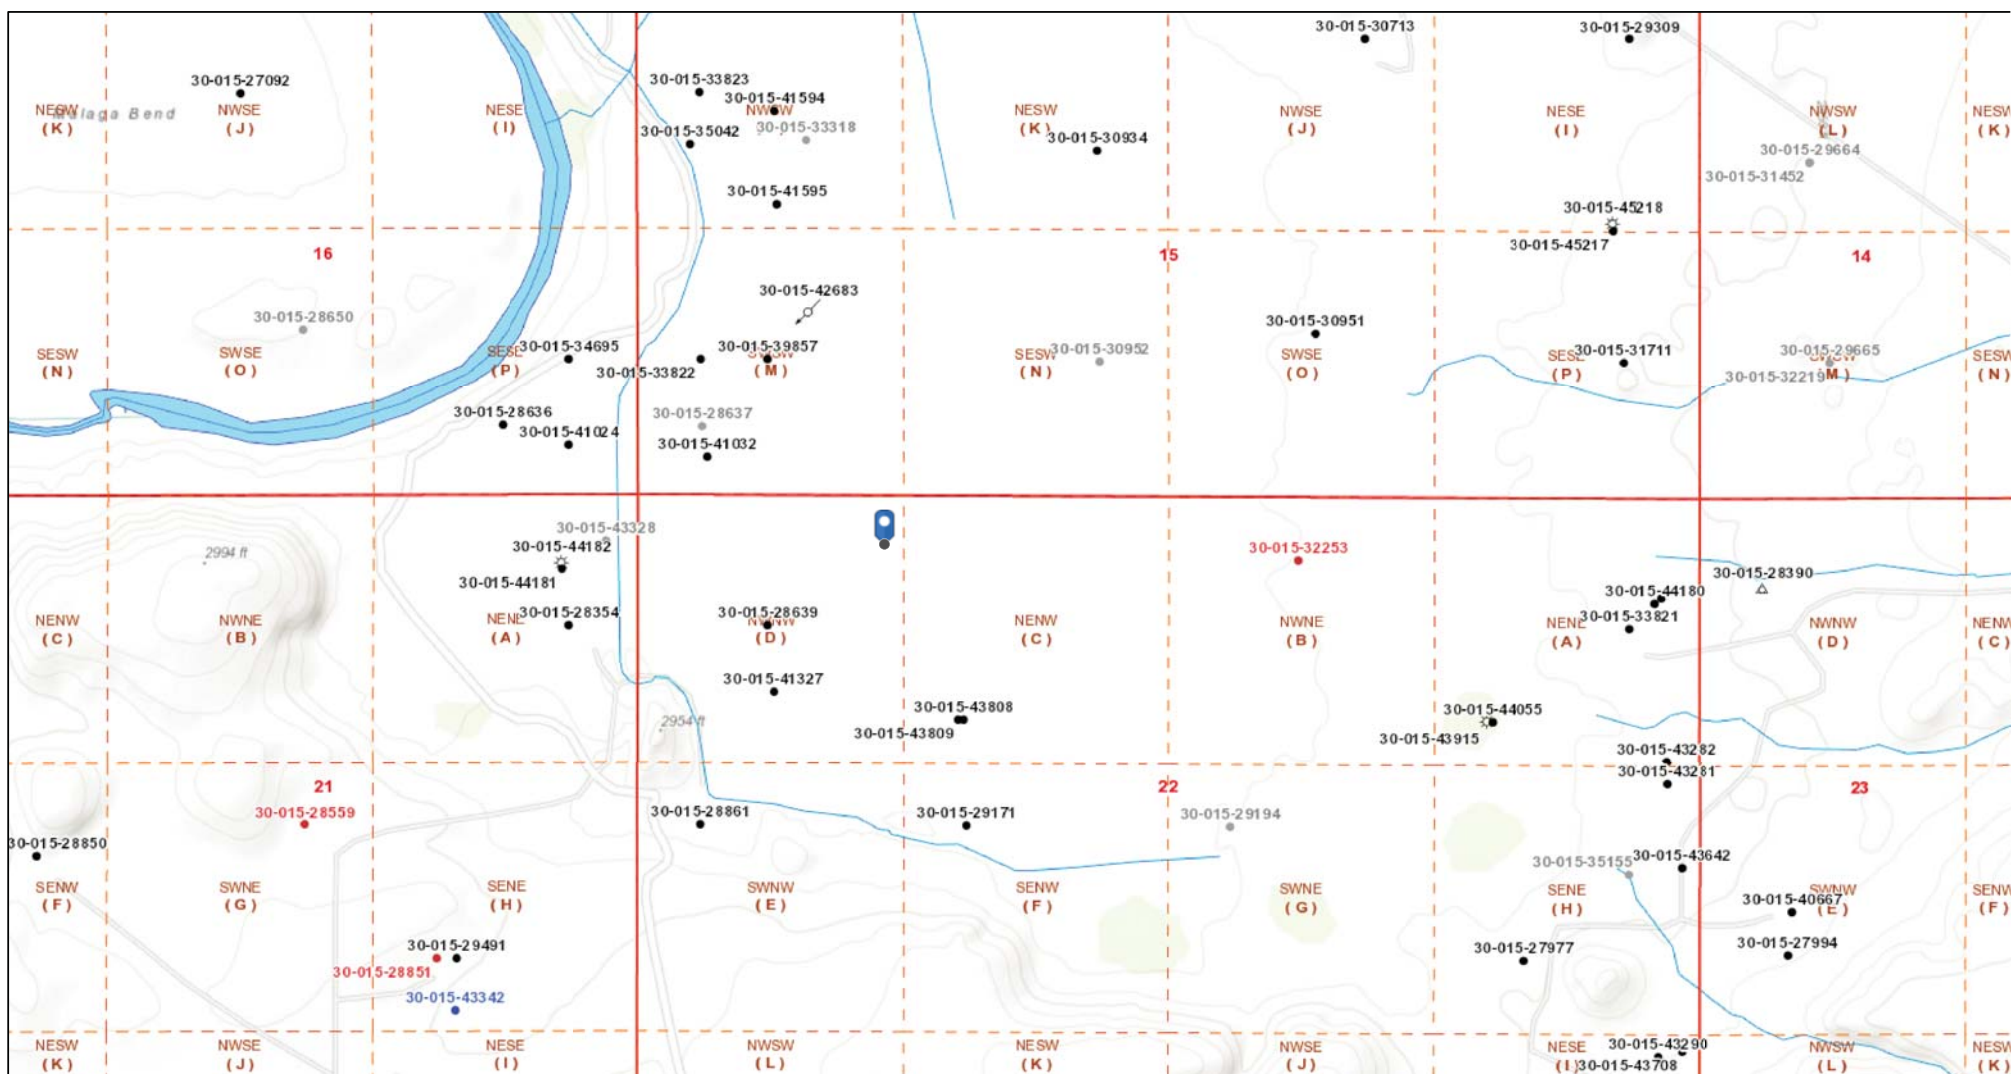 30-015-30713
30-015-29309
30-015-27092
30-015-33823
30-015-41594
NESW
(K)
Malaga Bend
NWSE
(J)
NESE
(I)
NWSW
30-015-33318
30-015-35042
NESW
(K)
30-015-30934
NWSE
(J)
NESE
(I)
NWSW
(L)
NESW
(K)
30-015-29664
30-015-31452
30-015-41595
30-015-45218
30-015-45217
16
15
14
30-015-42683
30-015-28650
30-015-30951
SESW
(N)
SWSE
(O)
(P)
30-015-34695
30-015-33822
30-015-39857
SWSW
(M)
SESW
(N)
30-015-30952
SWSE
(O)
(P)
30-015-31711
30-015-29665
30-015-32219
(M)
SESW
(N)
30-015-28636
30-015-41024
30-015-28637
30-015-41032
2994 ft
30-015-43328
30-015-44182
30-015-44181
30-015-32253
30-015-28390
30-015-44180
NENW
(C)
NWNE
(B)
(A)
30-015-28354
30-015-28639
NWNW
(D)
NENW
(C)
NWNE
(B)
(A)
30-015-33821
NWNW
(D)
NENW
(C)
30-015-41327
2954 ft
30-015-43808
30-015-43809
30-015-44055
30-015-43915
30-015-43282
30-015-43281
21
22
23
30-015-28559
30-015-28861
30-015-29171
30-015-29194
30-015-28850
30-015-35155
30-015-43642
SENW
(F)
SWNE
(G)
SENE
(H)
SWNW
(E)
SENW
(F)
SWNE
(G)
SENE
(H)
30-015-40667
SWNW
(E)
SENW
(F)
30-015-29491
30-015-28851
30-015-27977
30-015-27994
30-015-43342
NESW
(K)
NWSE
(J)
NESE
(I)
NWSW
(L)
NESW
(K)
NWSE
(J)
NESE
(I)
30-015-43290
30-015-43708
NWSW
(L)
NESW
(K)